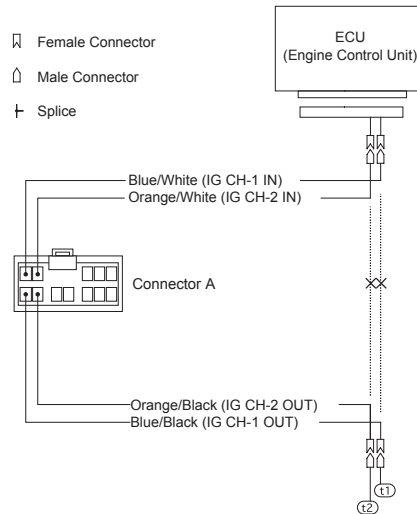 Female Connector
Male Connector
Splice
ECU
(Engine Control Unit)
Blue/White (IG CH-1 IN)
Orange/White (IG CH-2 IN)
Connector A
Orange/Black (IG CH-2 OUT)
Blue/Black (IG CH-1 OUT)
t1
t2